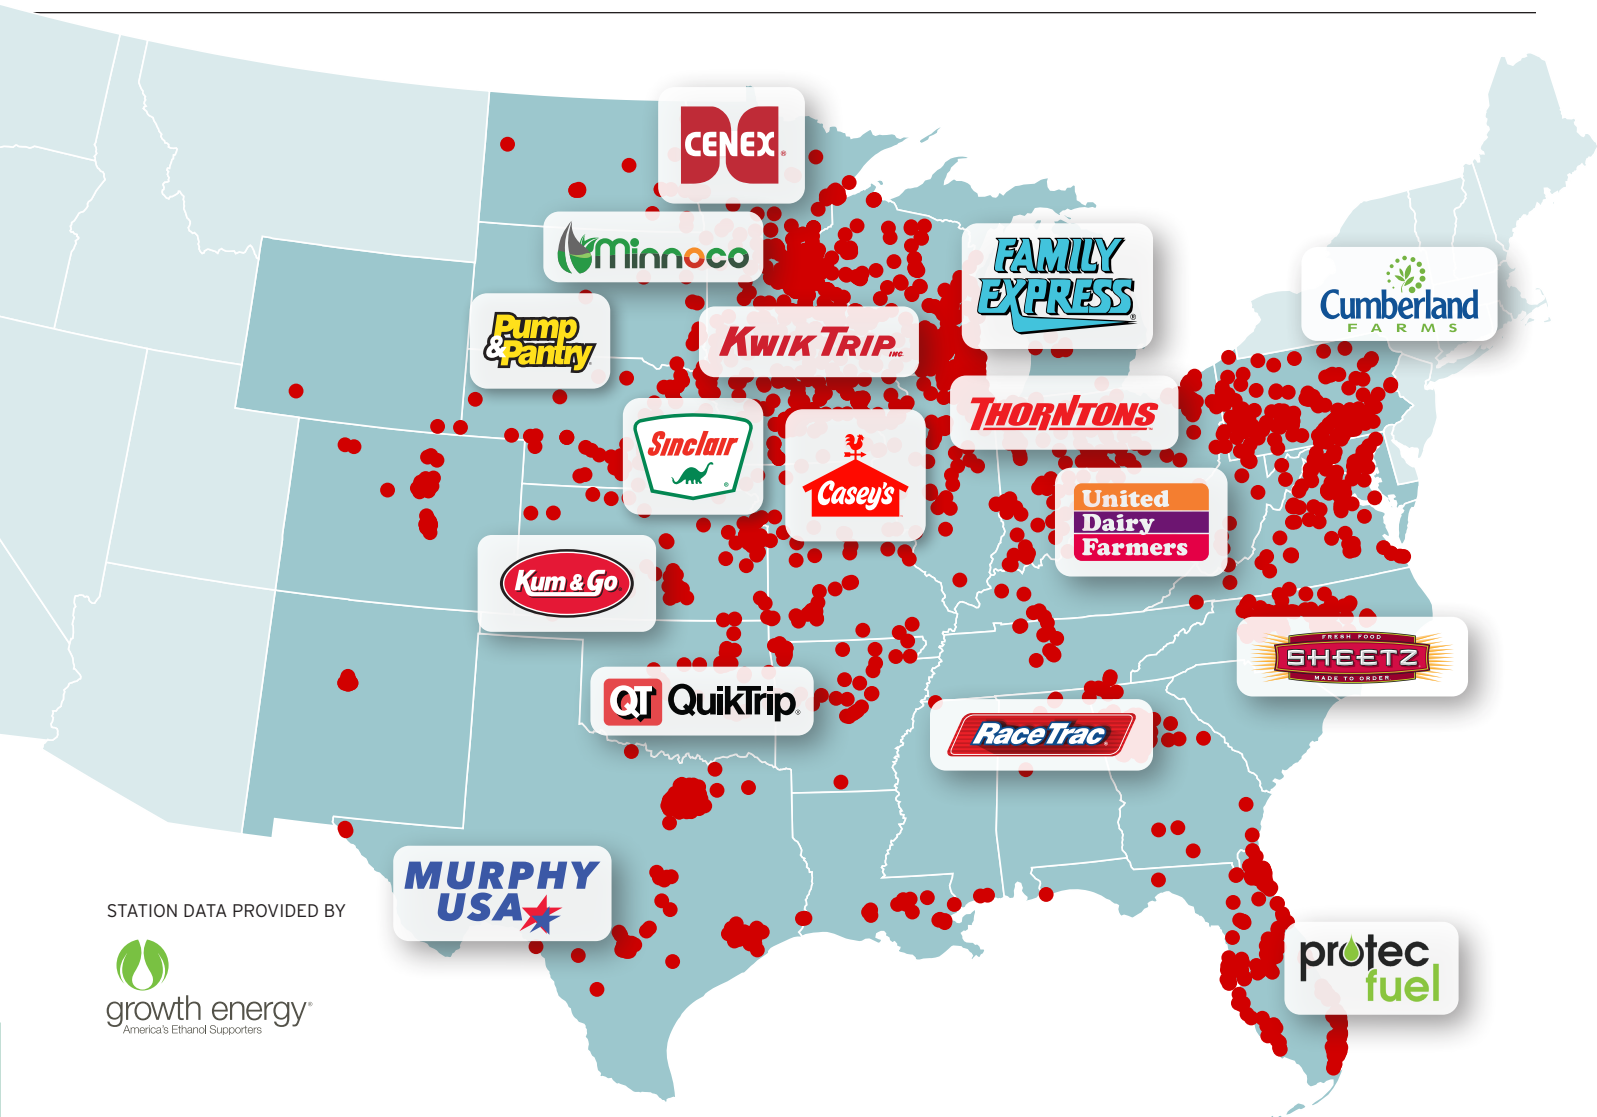 CENEX®
Minnoco
FAMILY
EXPRESS®
Cumberland
FARMS
Pump
&Pantry
KWIK TRIP INC.
THORNTONS
Sinclair
®
Casey's
United
Dairy
Farmers
Kum & Go
FRESH FOOD
SHEETZ
MADE TO ORDER
QT QuikTrip®
RaceTrac®
MURPHY
USA
STATION DATA PROVIDED BY
growth energy®
America's Ethanol Supporters
protec
fuel